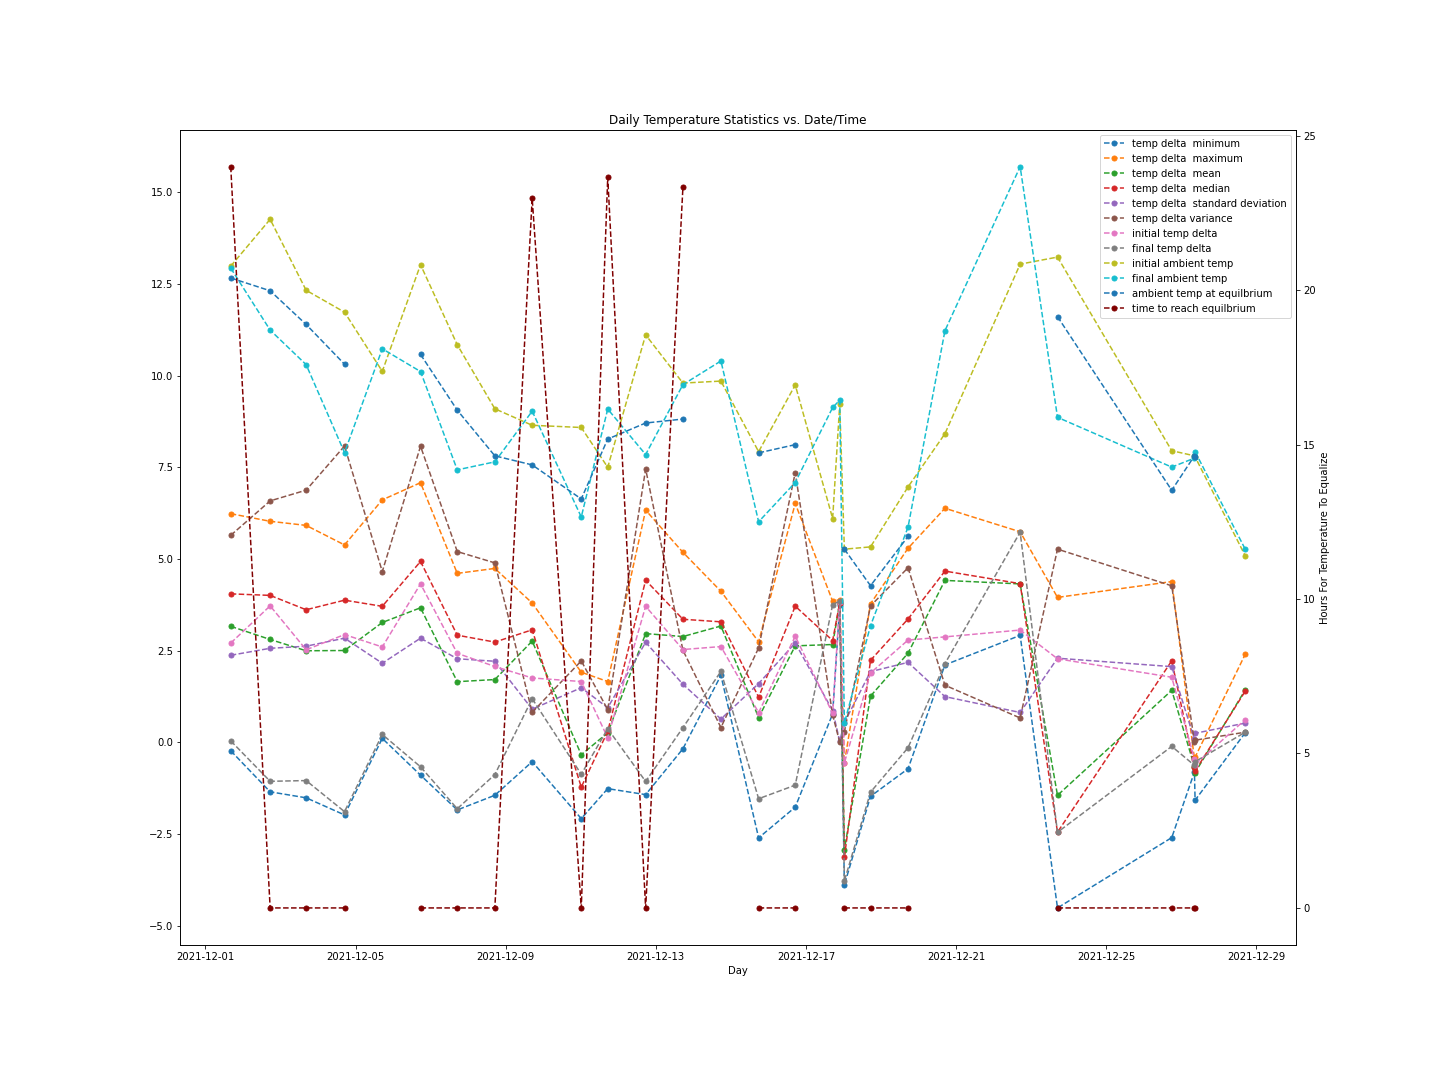 Daily Temperature Statistics vs. Date/Time
temp delta  minimum
temp delta  maximum
temp delta  mean
temp delta  median
temp delta  standard deviation
temp delta variance
initial temp delta
final temp delta
initial ambient temp
final ambient temp
ambient temp at equilbrium
time to reach equilbrium
15.0
12.5
10.0
7.5
5.0
2.5
0.0
−2.5
−5.0
25
20
15
10
5
0
Hours For Temperature To Equalize
2021-12-01
2021-12-05
2021-12-09
2021-12-13
2021-12-17
2021-12-21
2021-12-25
2021-12-29
Day